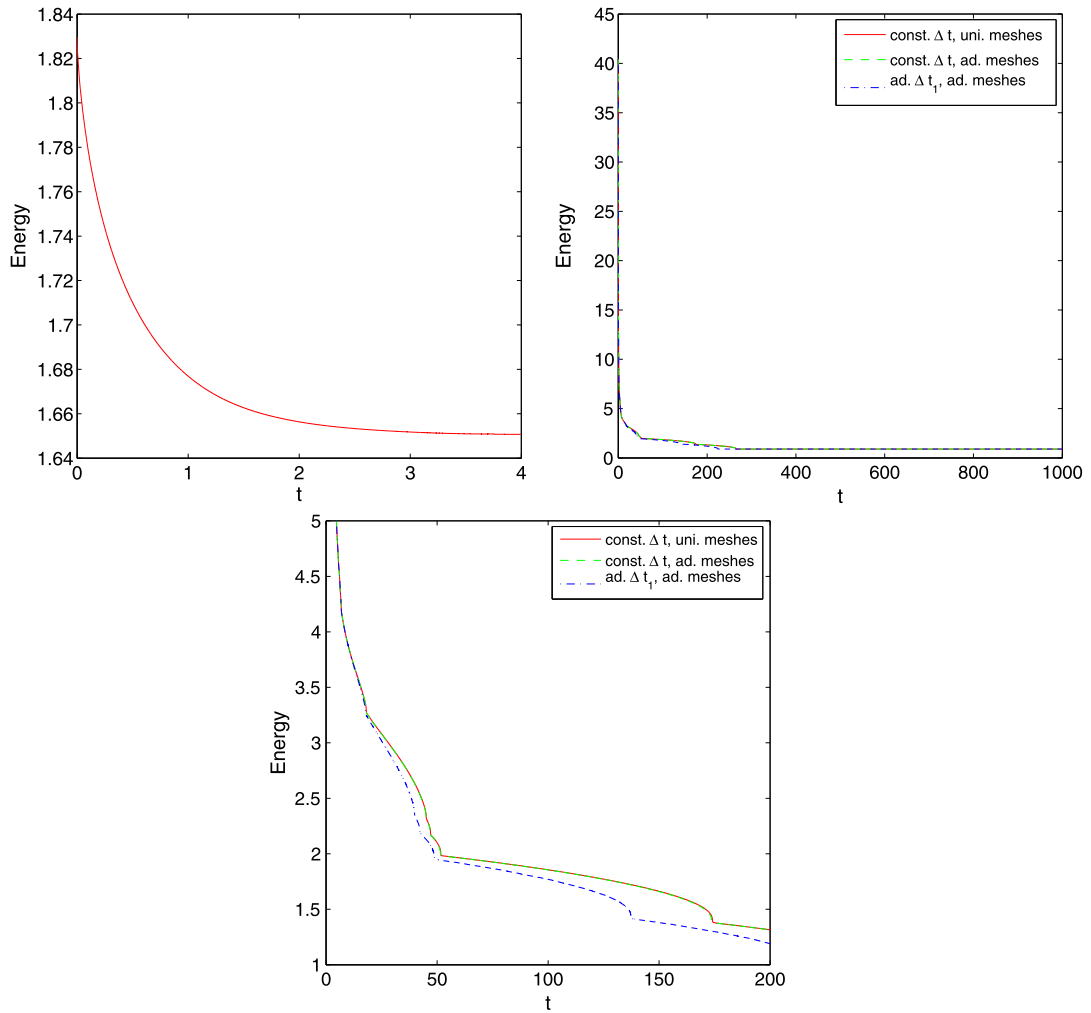 1.84
1.82
1.8
1.78
1.76
1.74
1.72
1.7
1.68
1.66
1.64
Energy
0 1 2 3 4
t
45
40
35
30
25
20
15
10
5
0
Energy
0 200 400 600 800 1000
t
const. Δ t, uni. meshes
const. Δ t, ad. meshes
ad. Δ t₁, ad. meshes
5
4.5
4
3.5
3
2.5
2
1.5
1
Energy
0 50 100 150 200
t
const. Δ t, uni. meshes
const. Δ t, ad. meshes
ad. Δ t₁, ad. meshes